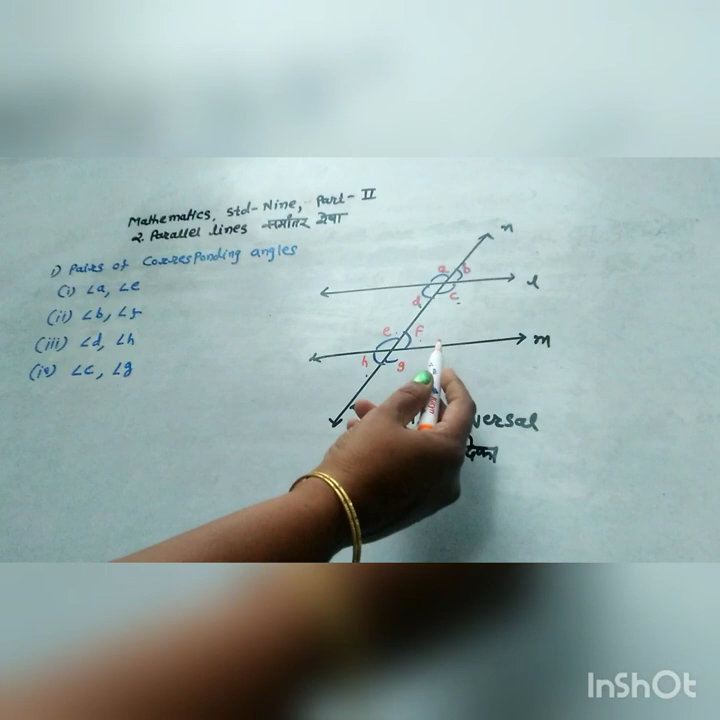 Mathematics, Std-Nine, Part-II
2. Parallel lines समांतर रेषा
1) Pairs of Corresponding angles
(i) ∠a, ∠e
(ii) ∠b, ∠f
(iii) ∠d, ∠h
(iv) ∠c, ∠g
n
a b
l
d c
e f
m
h g
versal
InShOt